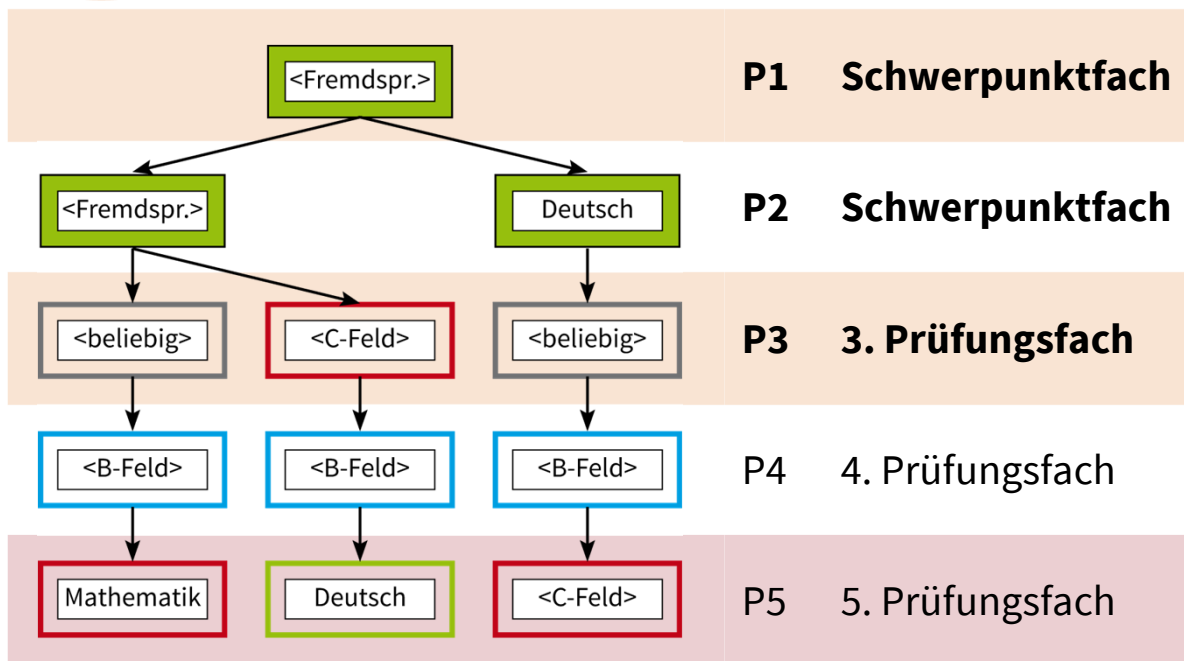 <Fremdspr.>
P1 Schwerpunktfach
<Fremdspr.> Deutsch
P2 Schwerpunktfach
<beliebig> <C-Feld> <beliebig>
P3 3. Prüfungsfach
<B-Feld> <B-Feld> <B-Feld>
P4 4. Prüfungsfach
Mathematik Deutsch <C-Feld>
P5 5. Prüfungsfach